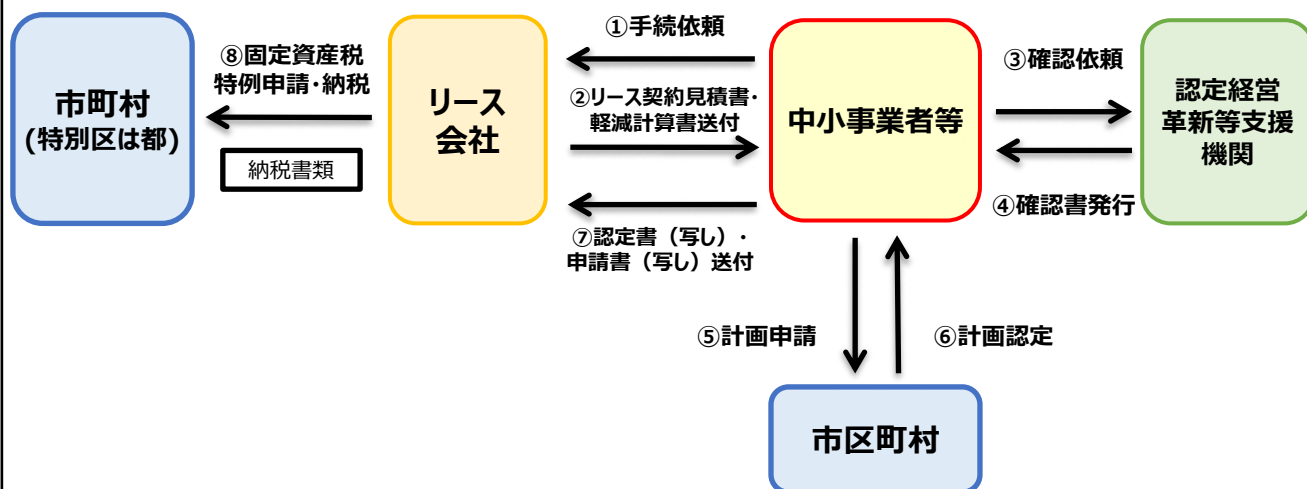 市町村
(特別区は都)
⑧固定資産税
特例申請・納税
納税書類
リース
会社
①手続依頼
②リース契約見積書・
軽減計算書送付
⑦認定書（写し）・
申請書（写し）送付
中小事業者等
③確認依頼
④確認書発行
認定経営
革新等支援
機関
⑤計画申請
⑥計画認定
市区町村